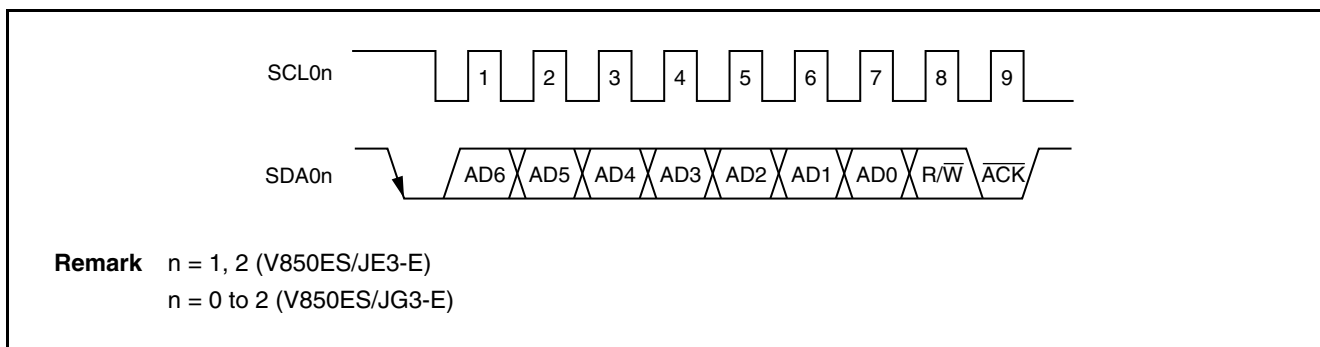 SCL0n 1 2 3 4 5 6 7 8 9
SDA0n AD6 AD5 AD4 AD3 AD2 AD1 AD0 R/W̅ A̅C̅K̅
Remark n = 1, 2 (V850ES/JE3-E)
n = 0 to 2 (V850ES/JG3-E)